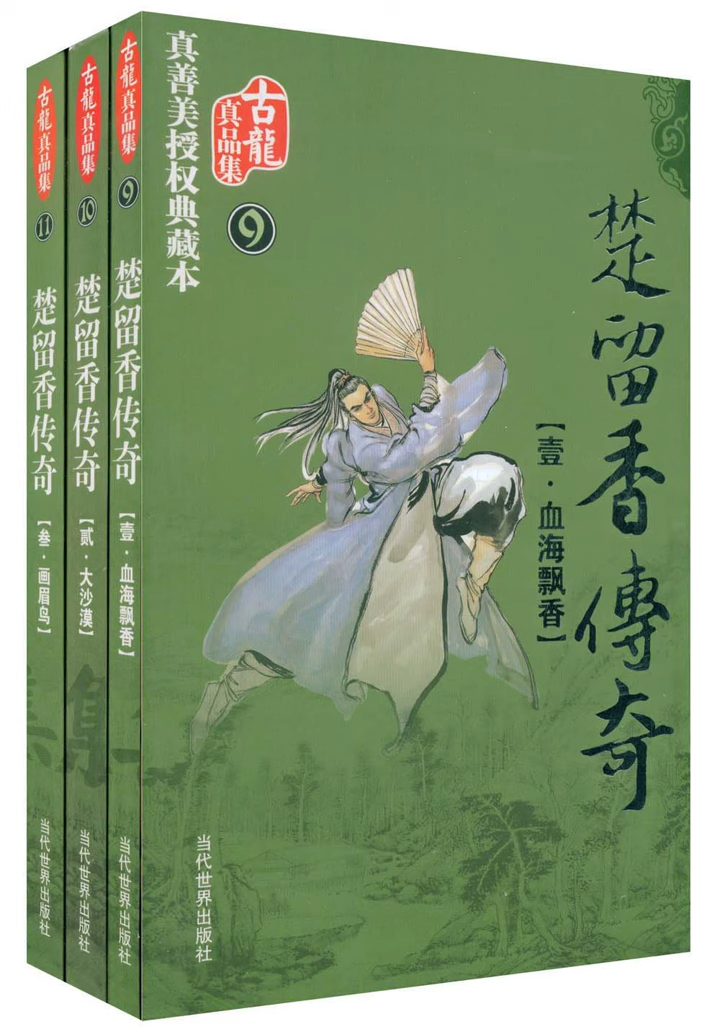 古龍真品集
11
楚留香传奇
【叁·画眉鸟】
当代世界出版社
古龍真品集
10
楚留香传奇
【贰·大沙漠】
当代世界出版社
古龍真品集
9
楚留香传奇
【壹·血海飘香】
当代世界出版社
真善美授权典藏本
古龍
真品集
9
楚留香傳奇
【壹·血海飘香】
当代世界出版社
集
集